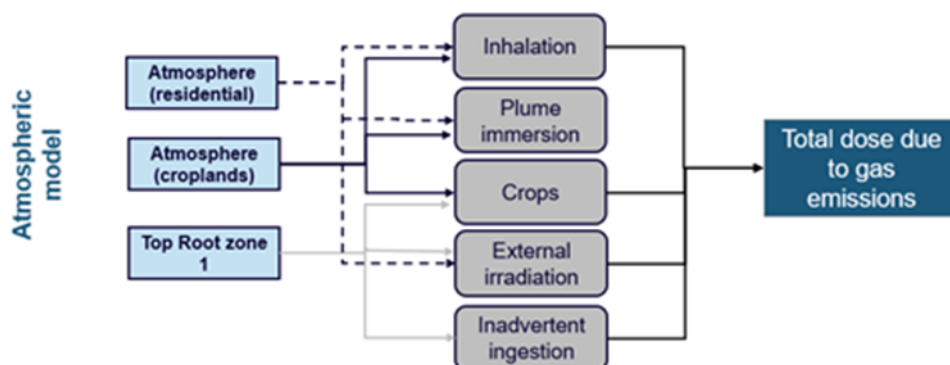 Atmospheric
model
Atmosphere
(residential)
Atmosphere
(croplands)
Top Root zone
1
Inhalation
Plume
immersion
Crops
External
irradiation
Inadvertent
ingestion
Total dose due
to gas
emissions